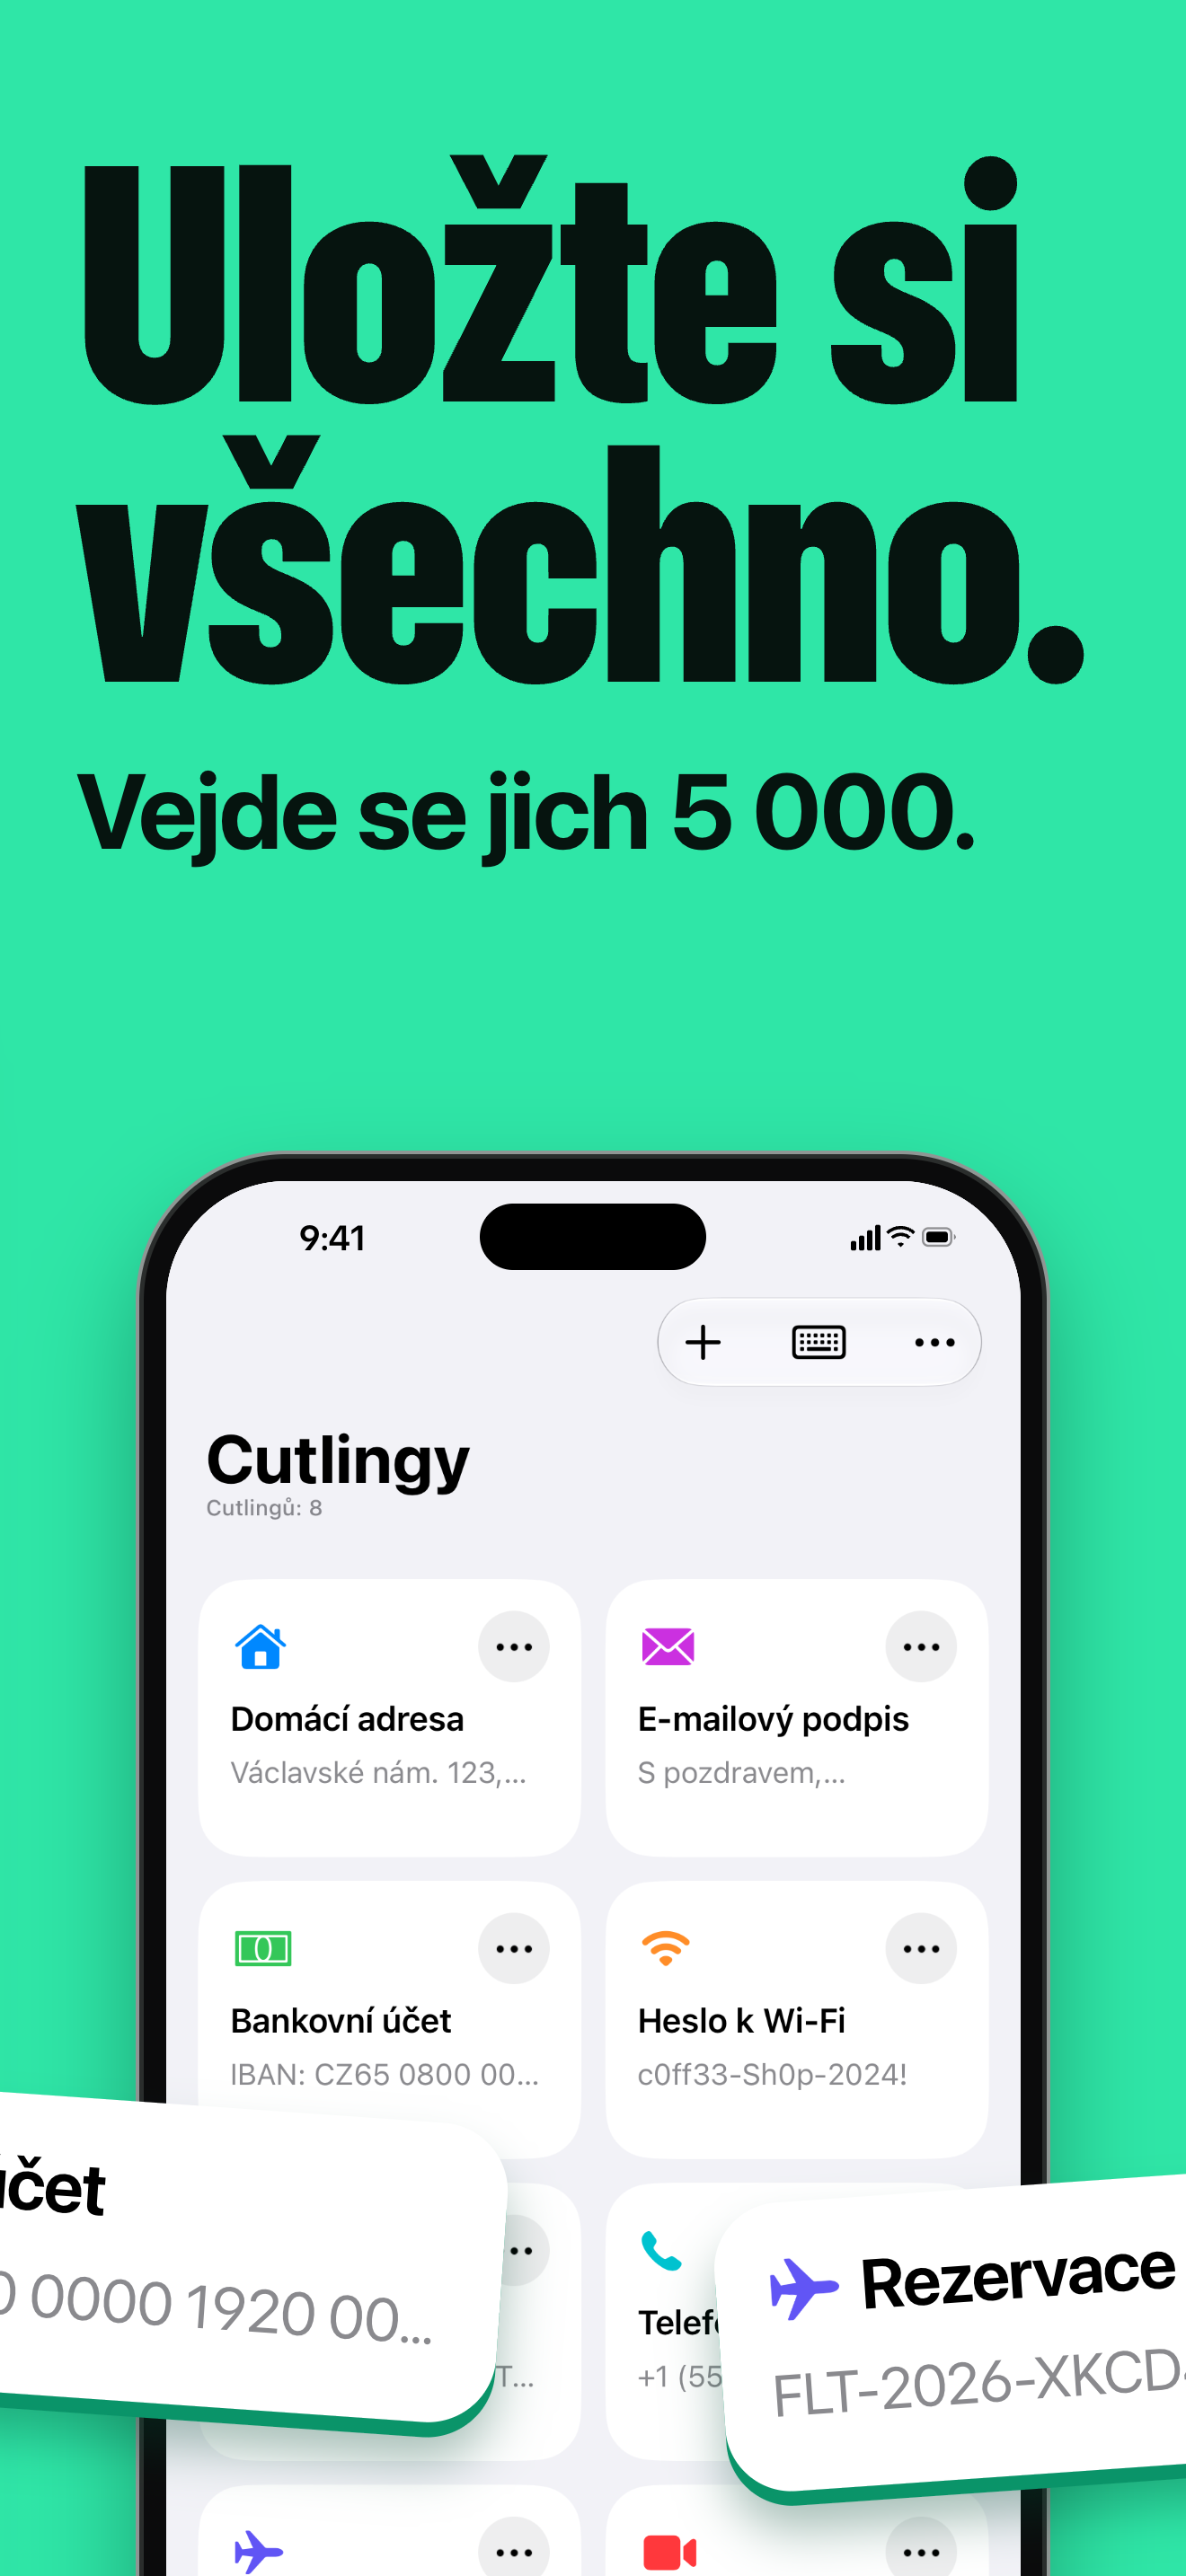 Uložte si
všechno.
Vejde se jich 5 000.
9:41
Cutlingy
Cutlingů: 8
Domácí adresa
Václavské nám. 123,...
E-mailový podpis
S pozdravem,...
Bankovní účet
IBAN: CZ65 0800 00...
Heslo k Wi-Fi
c0ff33-Sh0p-2024!
0000 1920 00...
Rezervace
FLT-2026-XKCD
+1 (55